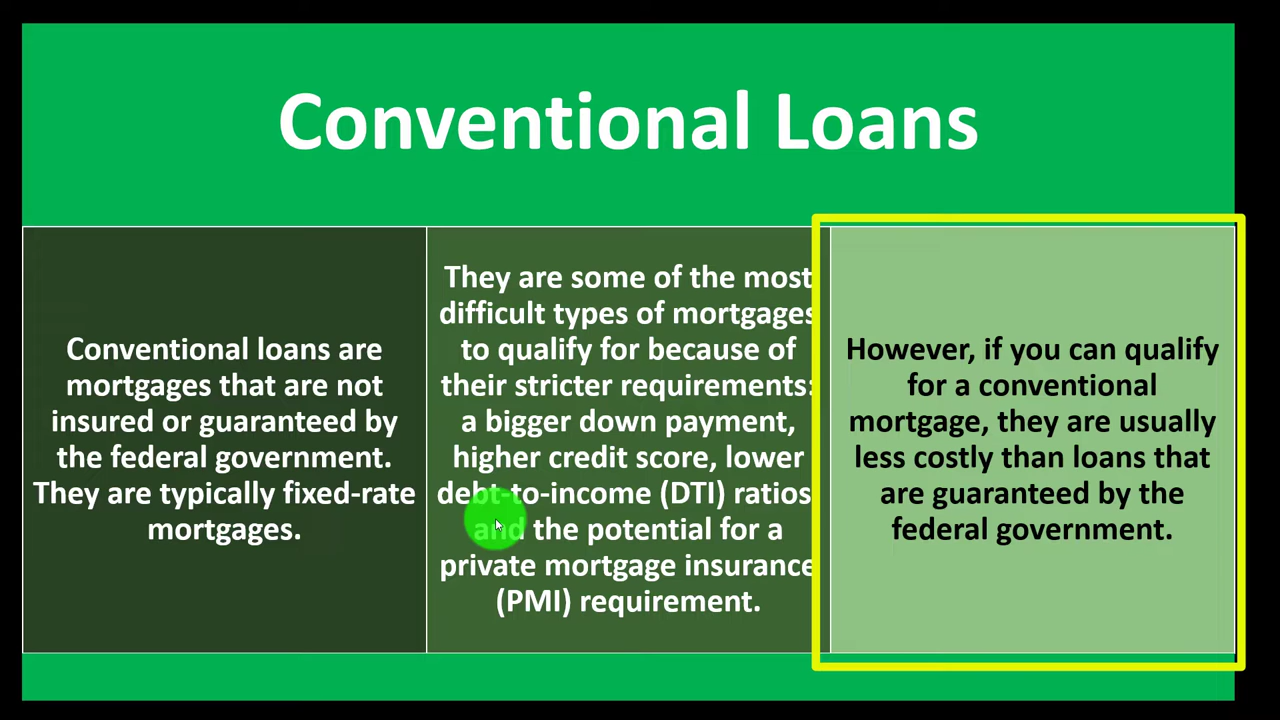 Conventional Loans
Conventional loans are
mortgages that are not
insured or guaranteed by
the federal government.
They are typically fixed-rate
mortgages.
They are some of the most
difficult types of mortgages
to qualify for because of
their stricter requirements:
a bigger down payment,
higher credit score, lower
debt-to-income (DTI) ratios
and the potential for a
private mortgage insurance
(PMI) requirement.
However, if you can qualify
for a conventional
mortgage, they are usually
less costly than loans that
are guaranteed by the
federal government.